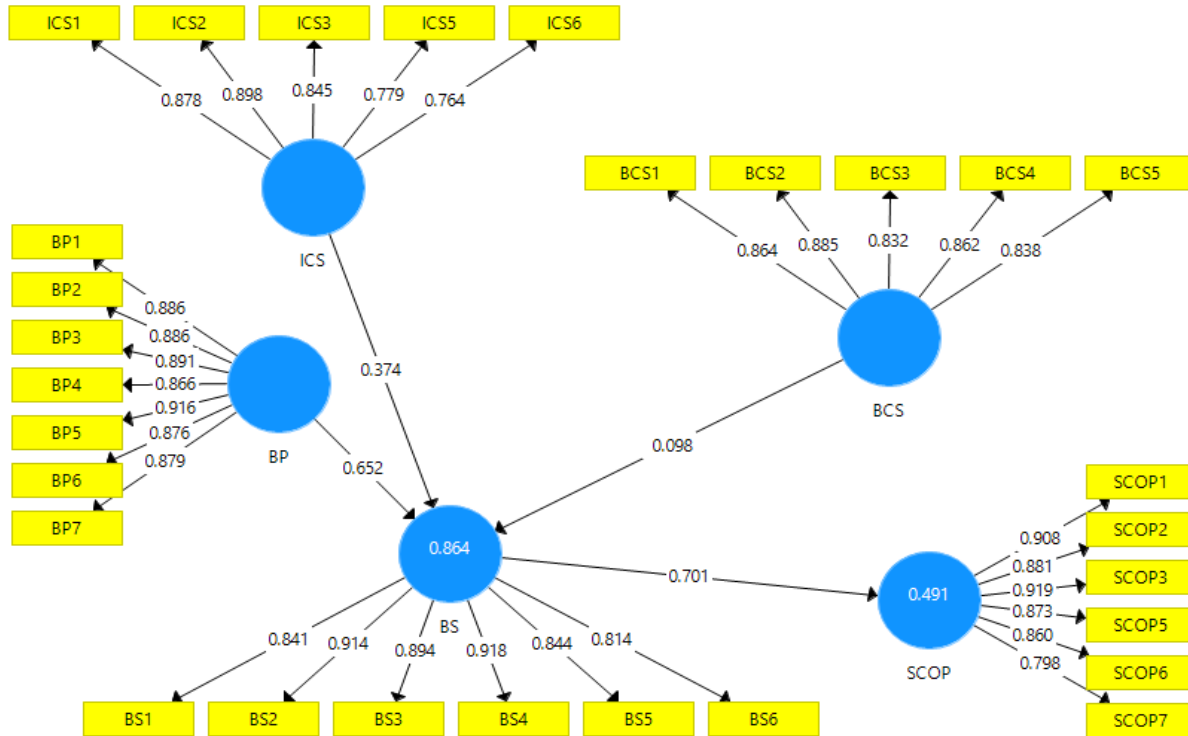 ICS1 ICS2 ICS3 ICS5 ICS6
0.878 0.898 0.845 0.779 0.764
ICS
BCS1 BCS2 BCS3 BCS4 BCS5
0.864 0.885 0.832 0.862 0.838
BCS
BP1
BP2
BP3
BP4
BP5
BP6
BP7
0.886
0.886
0.891
0.866
0.916
0.876
0.879
BP
0.374
0.652
0.098
0.864
BS
0.701
0.491
SCOP
0.841 0.914 0.894 0.918 0.844 0.814
BS1 BS2 BS3 BS4 BS5 BS6
0.908
0.881
0.919
0.873
0.860
0.798
SCOP1
SCOP2
SCOP3
SCOP5
SCOP6
SCOP7